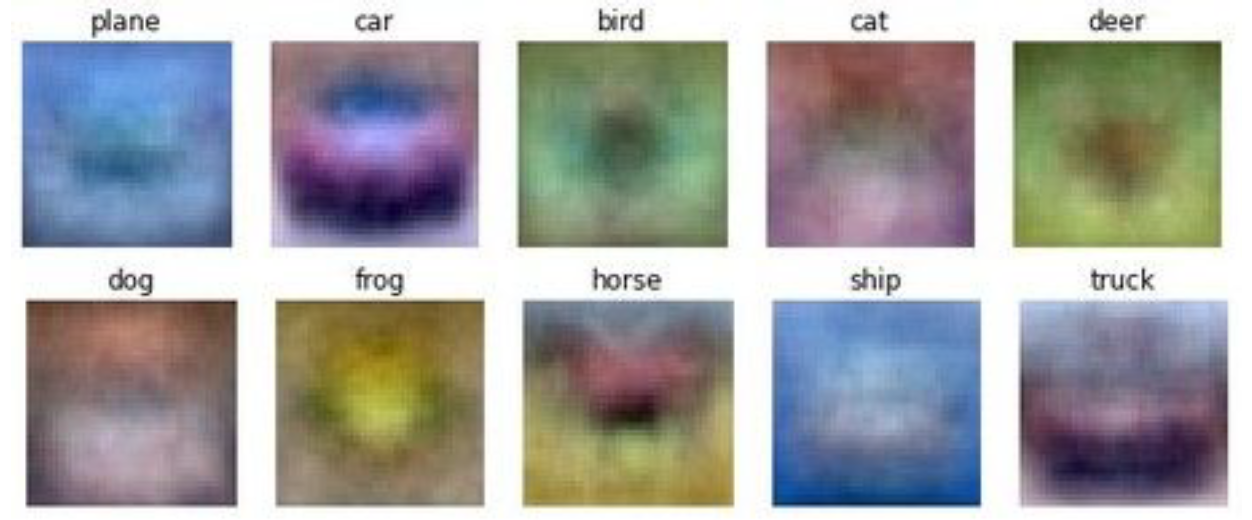 plane car bird cat deer
dog frog horse ship truck